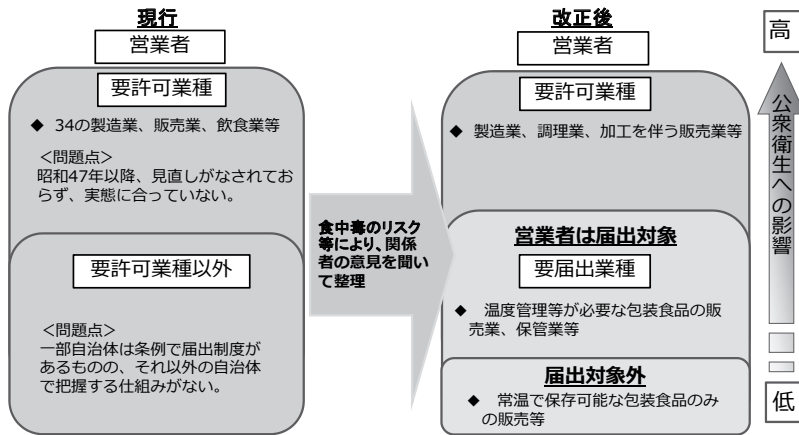 現行
営業者
要許可業種
◆ 34の製造業、販売業、飲食業等
＜問題点＞
昭和47年以降、見直しがなされてお
らず、実態に合っていない。
要許可業種以外
＜問題点＞
一部自治体は条例で届出制度が
あるものの、それ以外の自治体
で把握する仕組みがない。
食中毒のリスク
等により、関係
者の意見を聞い
て整理
改正後
営業者
要許可業種
◆ 製造業、調理業、加工を伴う販売業等
営業者は届出対象
要届出業種
◆ 温度管理等が必要な包装食品の販
売業、保管業等
届出対象外
◆ 常温で保存可能な包装食品のみ
の販売等
高
公衆衛生への影響
低